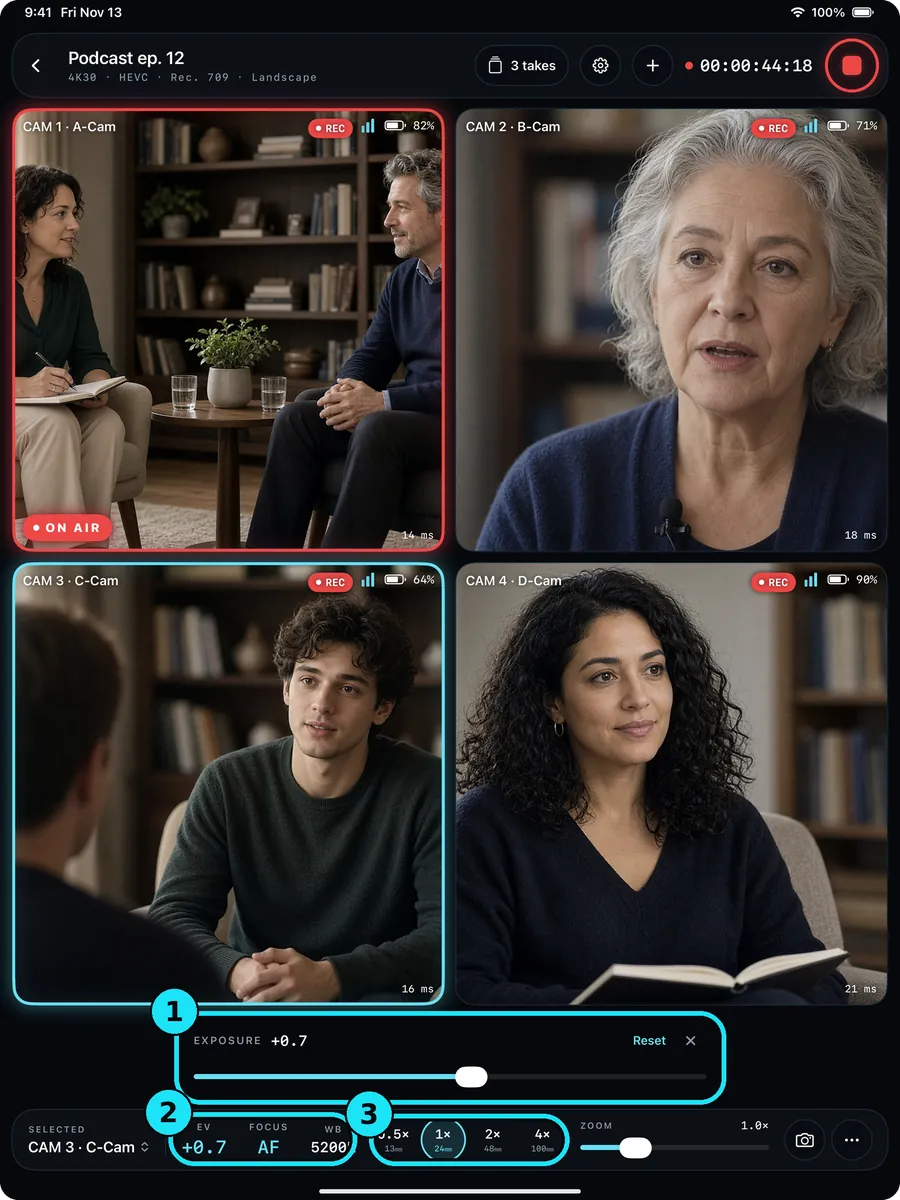 9:41 Fri Nov 13
100%
Podcast ep. 12
4K30 · HEVC · Rec. 709 · Landscape
3 takes
00:00:44:18
CAM 1 · A-Cam
REC
82%
ON AIR
14 ms
CAM 2 · B-Cam
REC
71%
18 ms
CAM 3 · C-Cam
REC
64%
16 ms
CAM 4 · D-Cam
REC
90%
21 ms
1
EXPOSURE +0.7
Reset
2
3
SELECTED
CAM 3 · C-Cam
EV
+0.7
FOCUS
AF
WB
5200
.5×
13mm
1×
24mm
2×
48mm
4×
100mm
ZOOM
1.0×